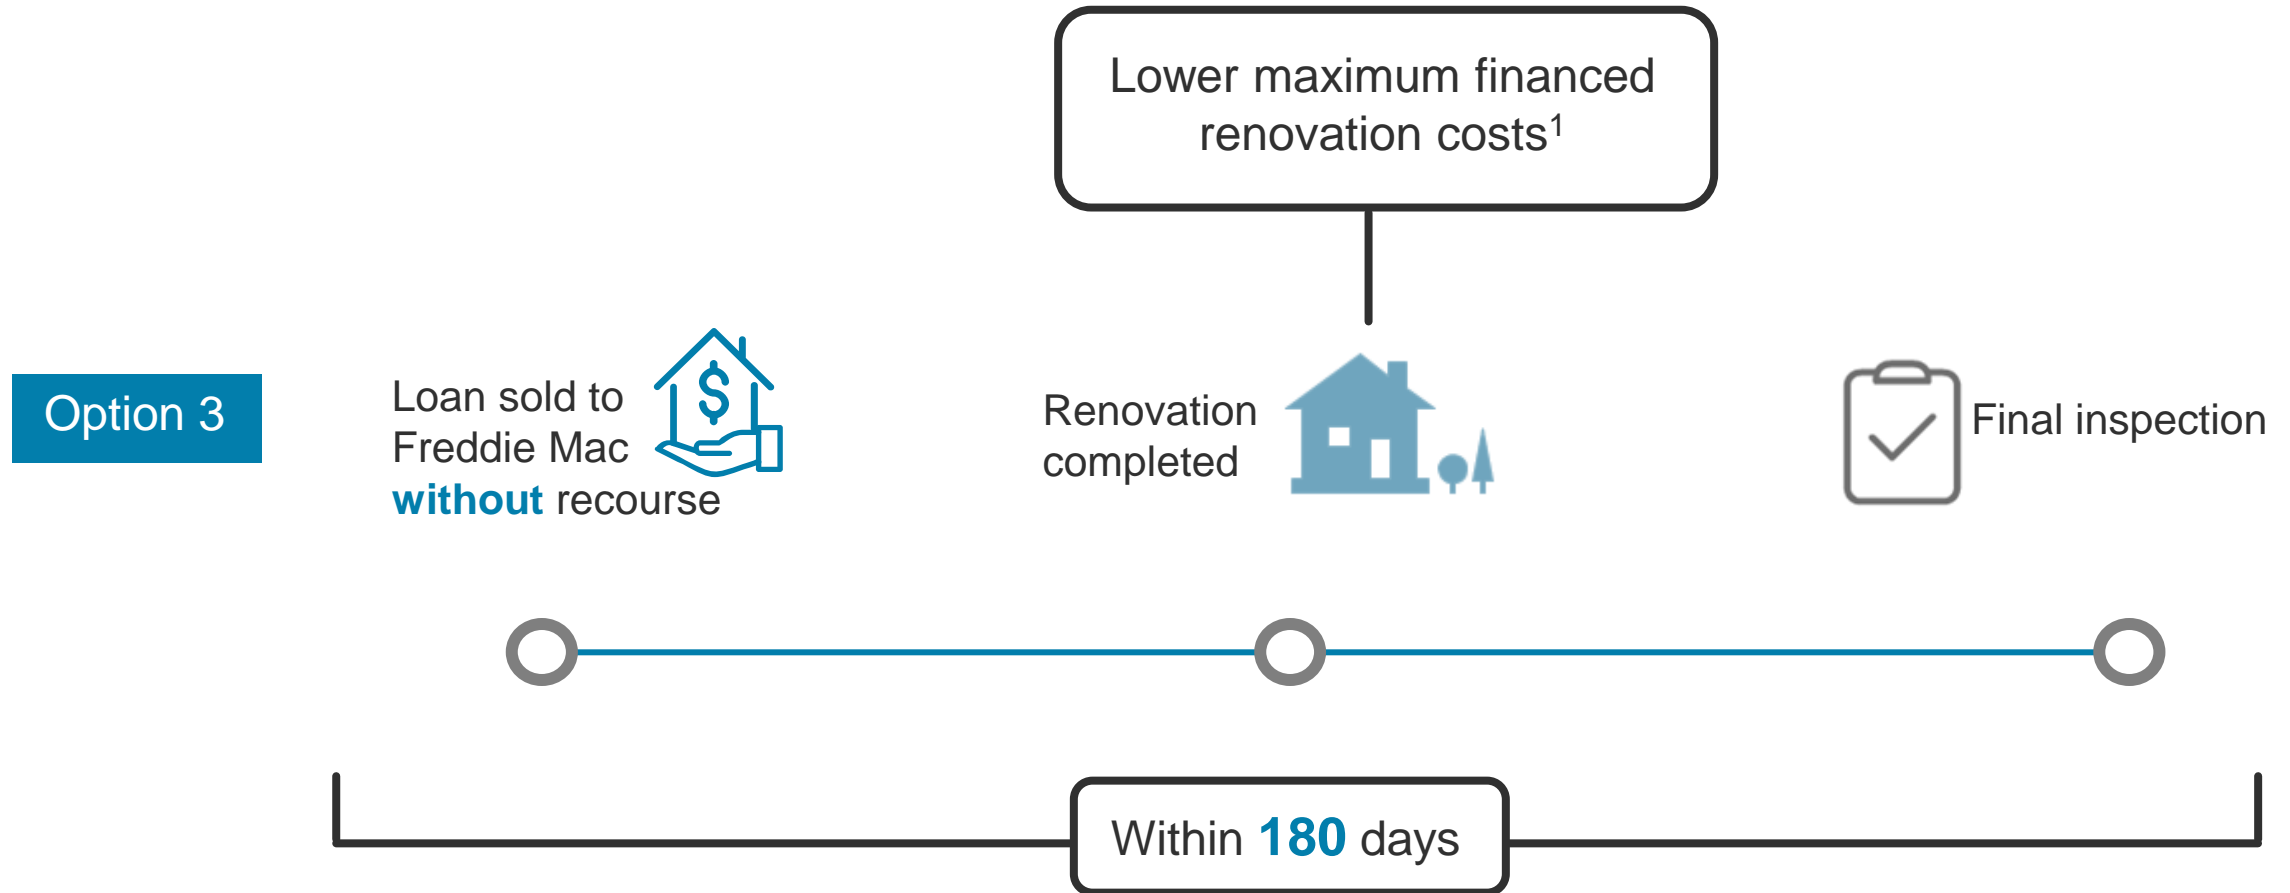 Lower maximum financed
renovation costs1
Option 3
Loan sold to
Freddie Mac
without recourse
$
Renovation
completed
Final inspection
Within 180 days